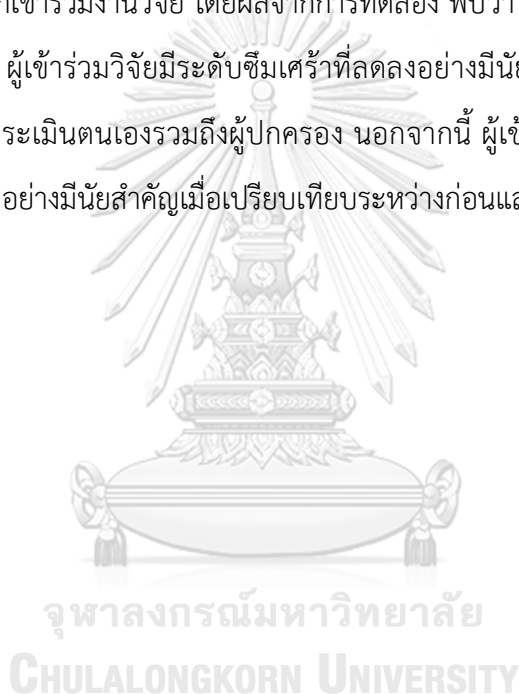 เข้าร่วมงานวิจัย โดยผลจากการทดลอง พบว่า
ผู้เข้าร่วมวิจัยมีระดับซึมเศร้าที่ลดลงอย่างมีนัย
ระเมินตนเองรวมถึงผู้ปกครอง นอกจากนี้ ผู้เข้
อย่างมีนัยสำคัญเมื่อเปรียบเทียบระหว่างก่อนและ
จุฬาลงกรณ์มหาวิทยาลัย
CHULALONGKORN UNIVERSITY